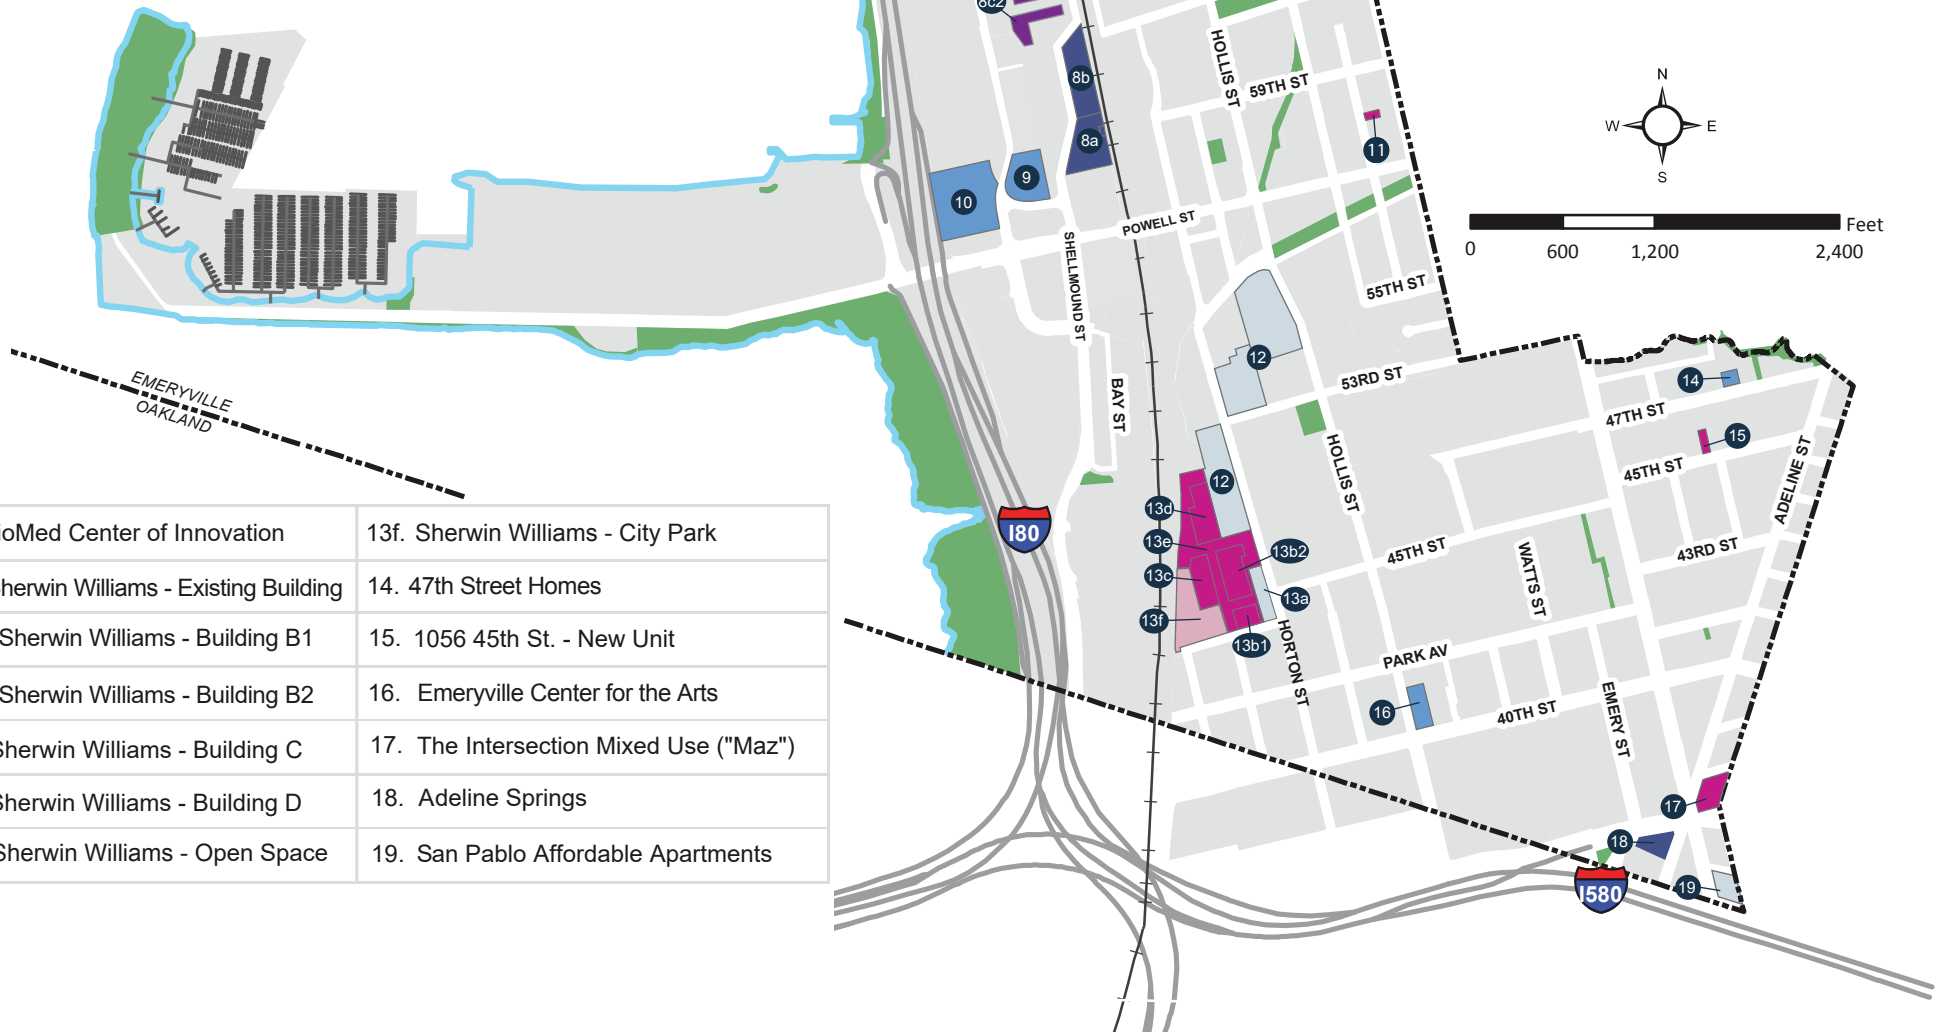 8c2
8b
8a
9
10
11
HOLLIS ST
59TH ST
N
W E
S
Feet
0 600 1,200 2,400
POWELL ST
SHELLMOUND ST
55TH ST
BAY ST
12
53RD ST
EMERYVILLE
OAKLAND
14
47TH ST
15
45TH ST
ADELINE ST
HOLLIS ST
12
13d
13e
13b2
13c
13a
13f
13b1
I80
45TH ST
WATTS ST
43RD ST
HORTON ST
PARK AV
16
40TH ST
EMERY ST
17
18
19
I580
ioMed Center of Innovation
13f. Sherwin Williams - City Park
herwin Williams - Existing Building
14. 47th Street Homes
Sherwin Williams - Building B1
15. 1056 45th St. - New Unit
Sherwin Williams - Building B2
16. Emeryville Center for the Arts
Sherwin Williams - Building C
17. The Intersection Mixed Use ("Maz")
Sherwin Williams - Building D
18. Adeline Springs
Sherwin Williams - Open Space
19. San Pablo Affordable Apartments